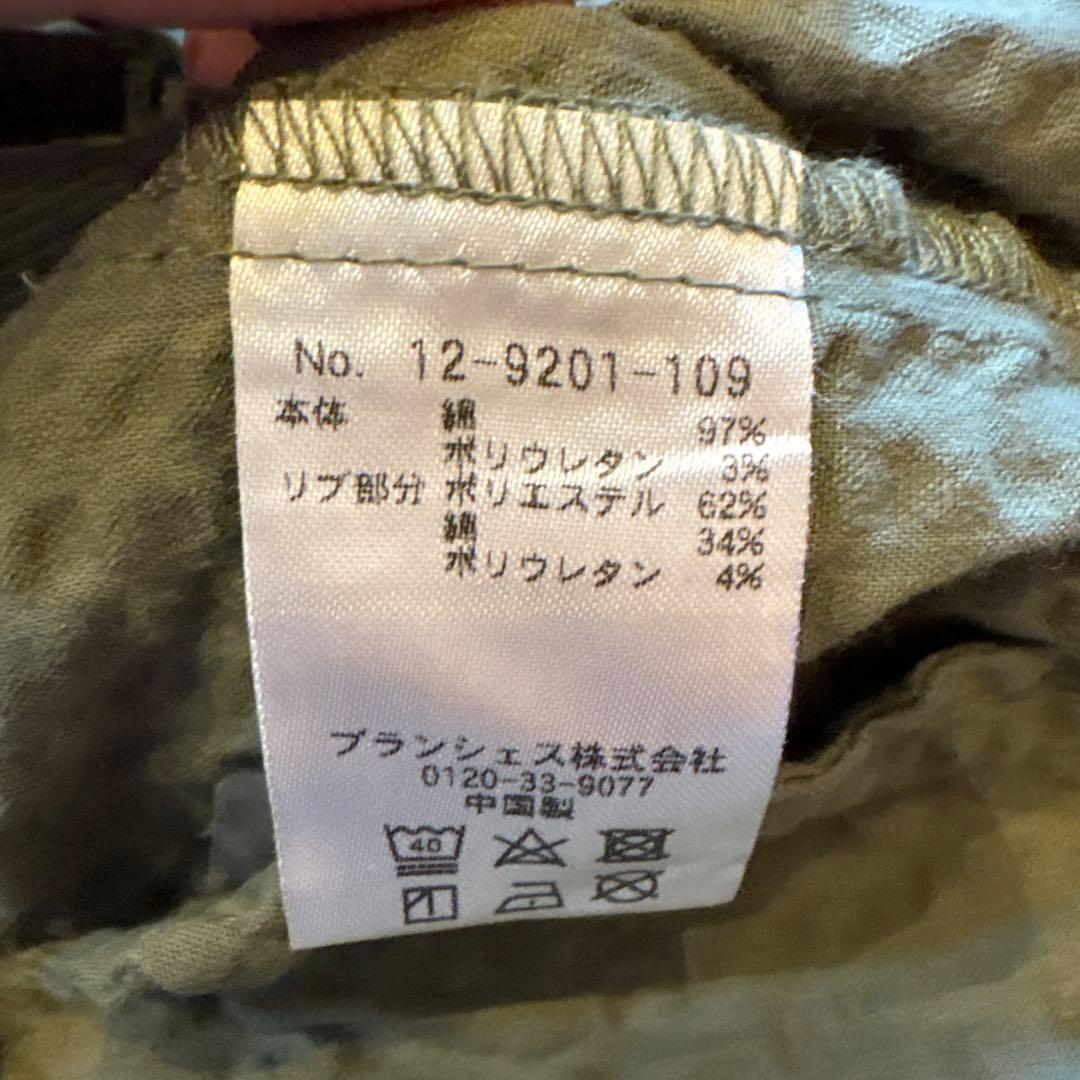 No. 12-9201-109
本体 綿 97%
ポリウレタン 3%
リブ部分 ポリエステル 62%
綿 34%
ポリウレタン 4%
ブランシェス株式会社
0120-33-9077
中国製
40